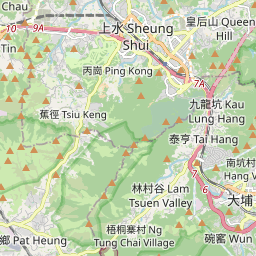 Chau
10
9A
上水 Sheung
Shui
皇后山 Queen
Hill
Tin
丙崗 Ping Kong
7A
九龍坑 Kau
Lung Hang
蕉徑 Tsiu Keng
泰亨 Tai Hang
南坑村
Hang V
林村谷 Lam
Tsuen Valley
7
6
大埔
梧桐寨村 Ng
Tung Chai Village
鄉 Pat Heung
碗窰 Wun